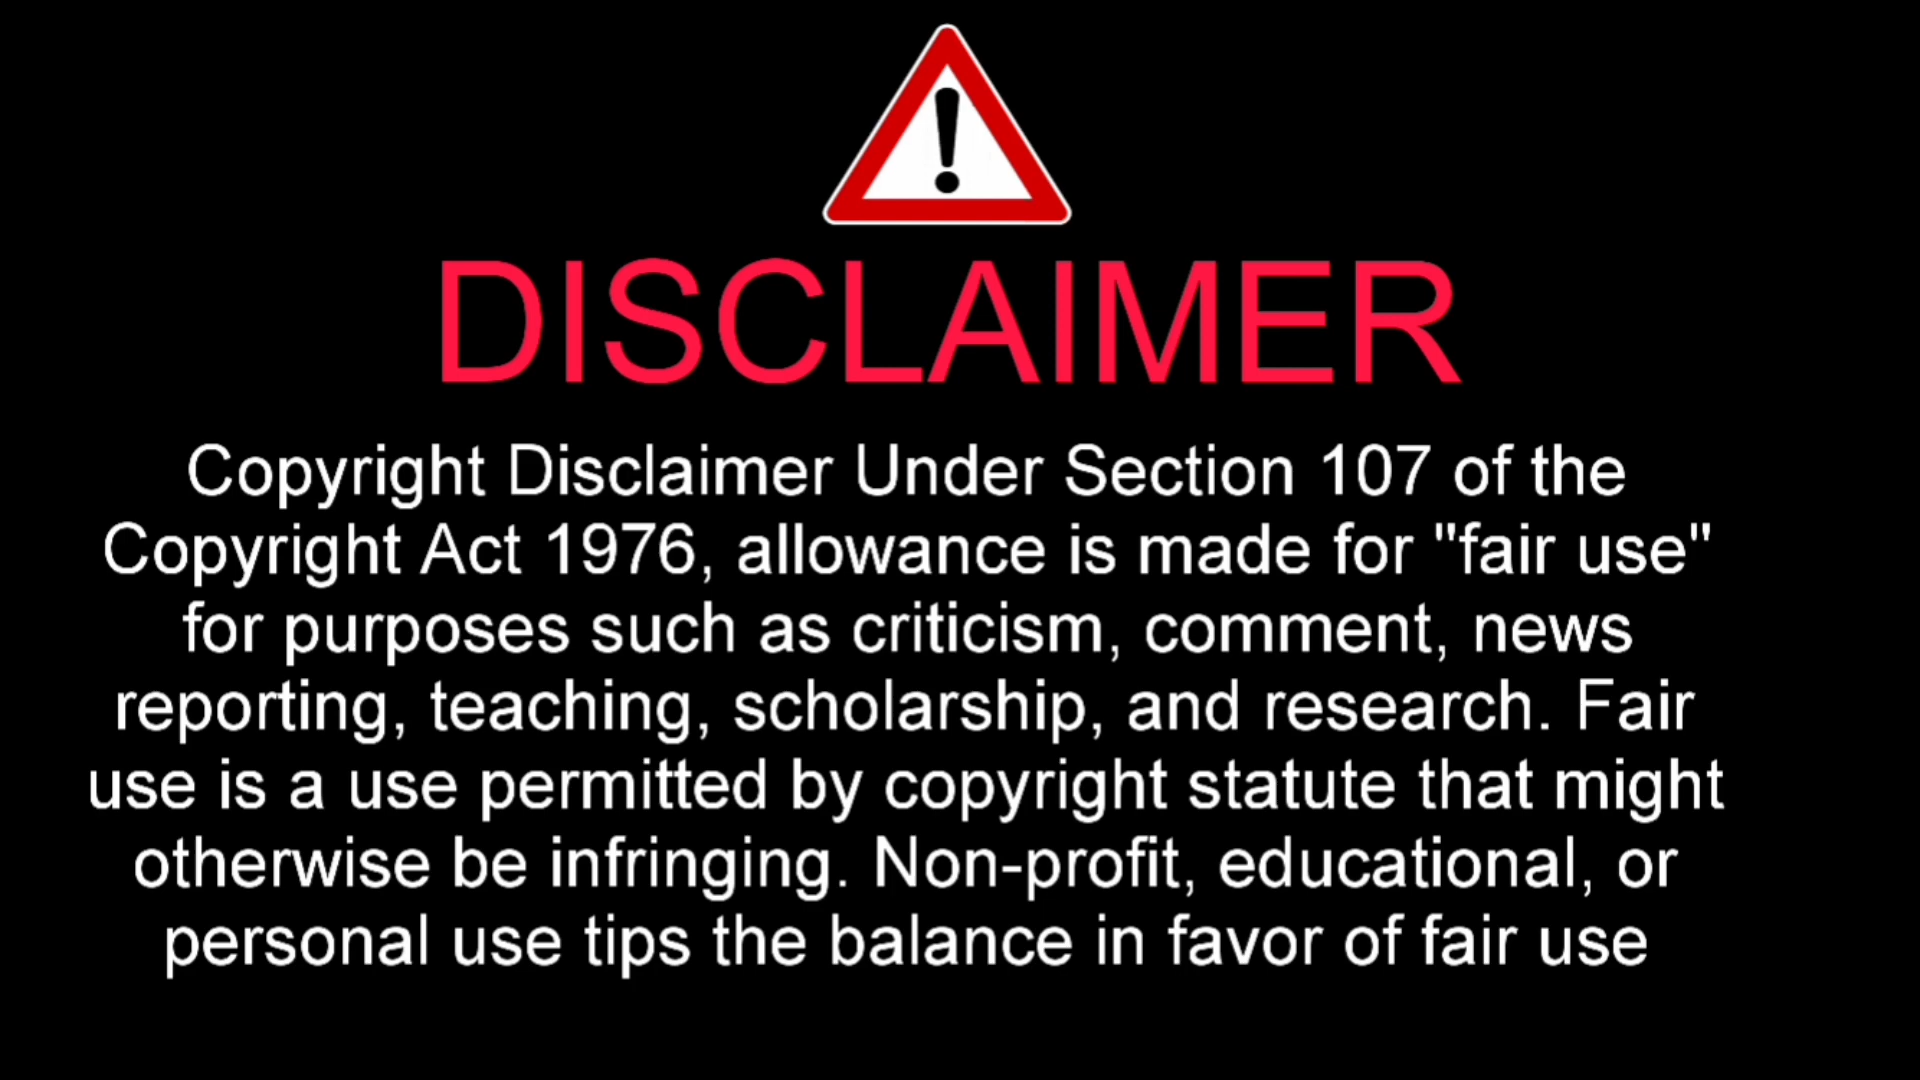 DISCLAIMER
Copyright Disclaimer Under Section 107 of the
Copyright Act 1976, allowance is made for "fair use"
for purposes such as criticism, comment, news
reporting, teaching, scholarship, and research. Fair
use is a use permitted by copyright statute that might
otherwise be infringing. Non-profit, educational, or
personal use tips the balance in favor of fair use